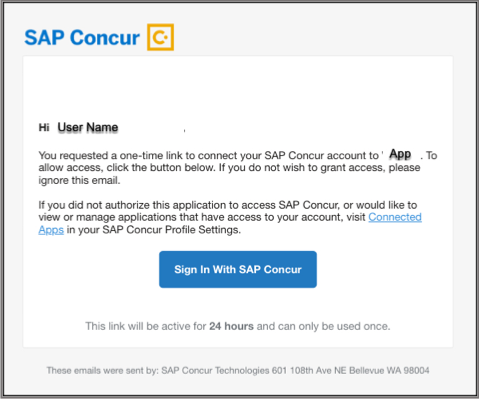 SAP Concur C
Hi User Name ,
You requested a one-time link to connect your SAP Concur account to ' App . To
allow access, click the button below. If you do not wish to grant access, please
ignore this email.
If you did not authorize this application to access SAP Concur, or would like to
view or manage applications that have access to your account, visit Connected
Apps in your SAP Concur Profile Settings.
Sign In With SAP Concur
This link will be active for 24 hours and can only be used once.
These emails were sent by: SAP Concur Technologies 601 108th Ave NE Bellevue WA 98004